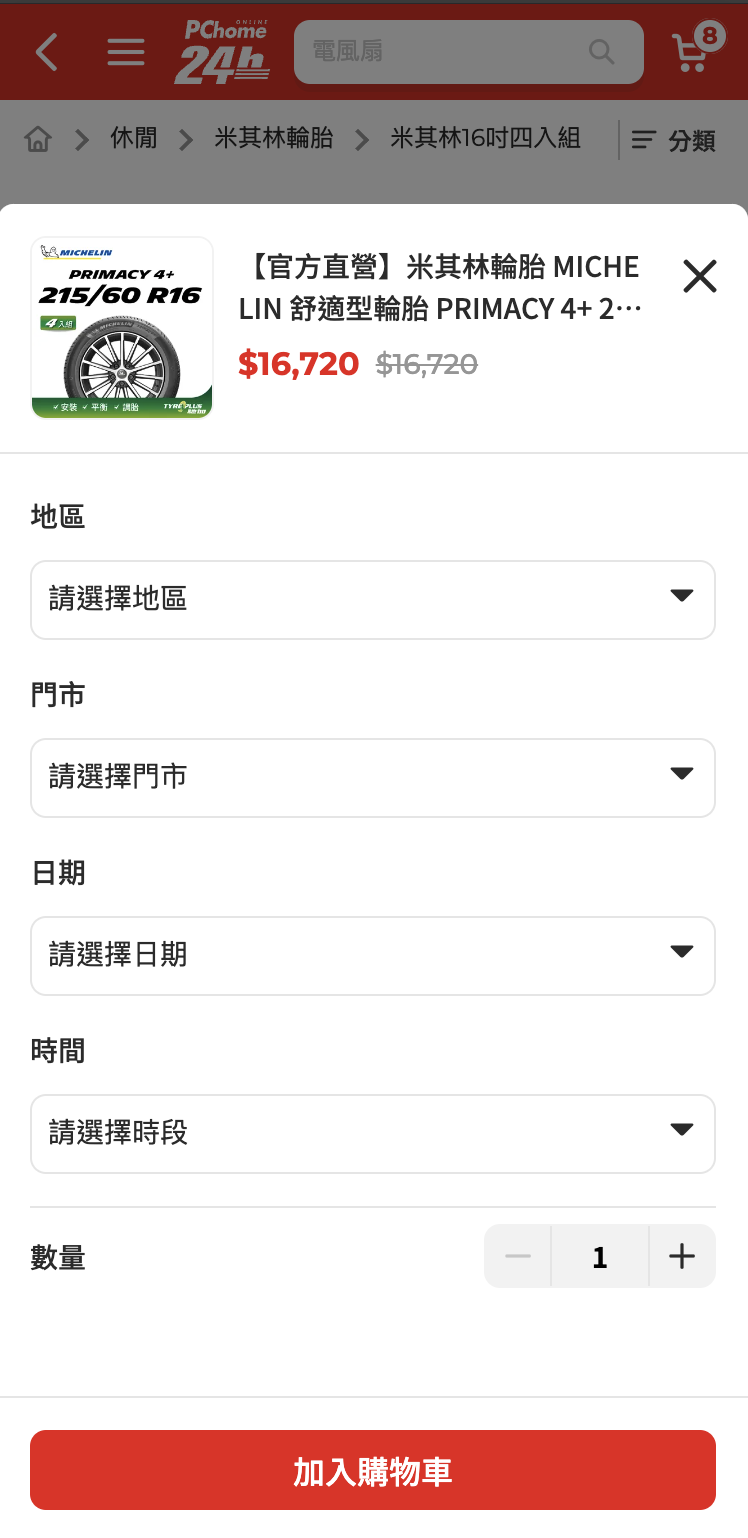 PChome
ONLINE
24h
電風扇
8
休閒
米其林輪胎
米其林16吋四入組
分類
MICHELIN
PRIMACY 4+
215/60 R16
4入組
MICHELIN
✓安裝 ✓平衡 ✓調胎
TYREPLUS
馳加
【官方直營】米其林輪胎 MICHE
LIN 舒適型輪胎 PRIMACY 4+ 2…
$16,720 $16,720
地區
請選擇地區
門市
請選擇門市
日期
請選擇日期
時間
請選擇時段
數量
1
加入購物車